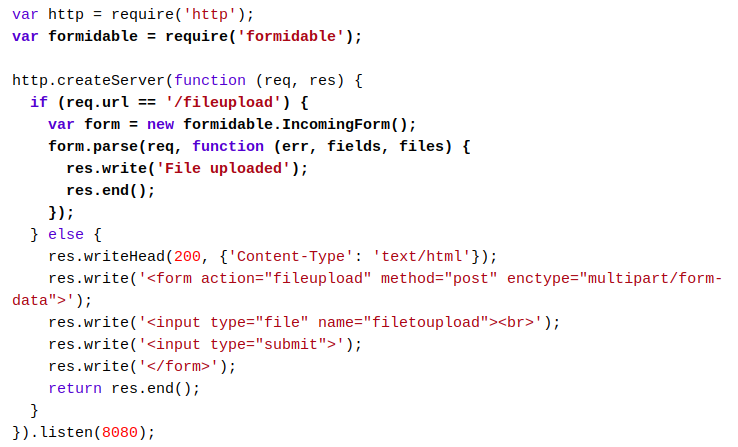 var http = require('http');
var formidable = require('formidable');

http.createServer(function (req, res) {
  if (req.url == '/fileupload') {
    var form = new formidable.IncomingForm();
    form.parse(req, function (err, fields, files) {
      res.write('File uploaded');
      res.end();
    });
  } else {
    res.writeHead(200, {'Content-Type': 'text/html'});
    res.write('<form action="fileupload" method="post" enctype="multipart/form-
data">');
    res.write('<input type="file" name="filetoupload"><br>');
    res.write('<input type="submit">');
    res.write('</form>');
    return res.end();
  }
}).listen(8080);